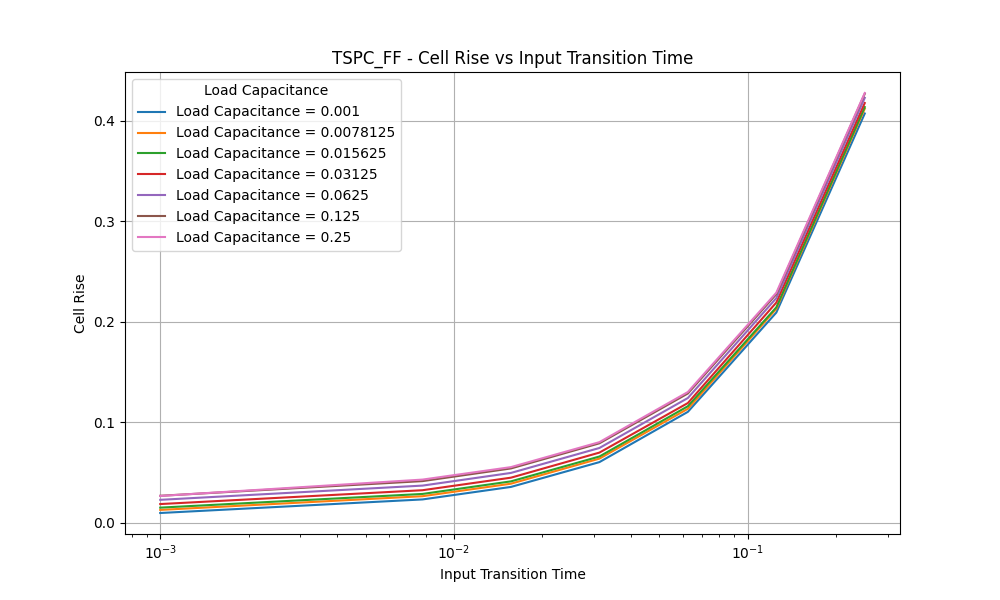 TSPC_FF - Cell Rise vs Input Transition Time
Load Capacitance
Load Capacitance = 0.001
Load Capacitance = 0.0078125
Load Capacitance = 0.015625
Load Capacitance = 0.03125
Load Capacitance = 0.0625
Load Capacitance = 0.125
Load Capacitance = 0.25
Cell Rise
0.4
0.3
0.2
0.1
0.0
10⁻³ 10⁻² 10⁻¹
Input Transition Time